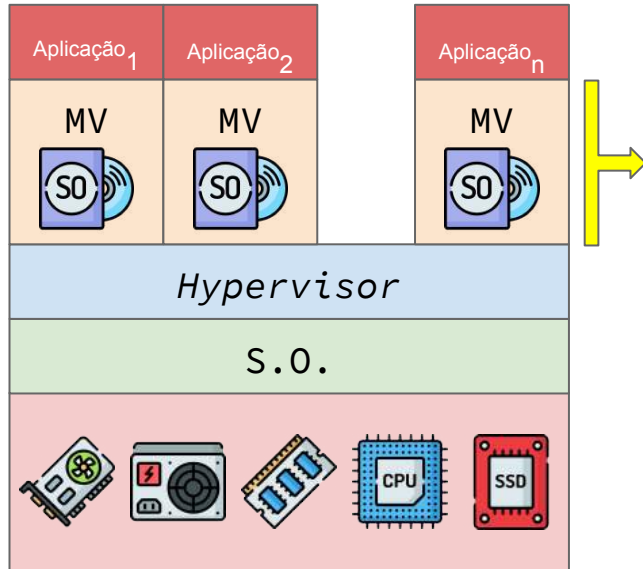 Aplicação1 Aplicação2 Aplicaçãon
MV MV MV
SO SO SO
Hypervisor
S.O.
CPU SSD